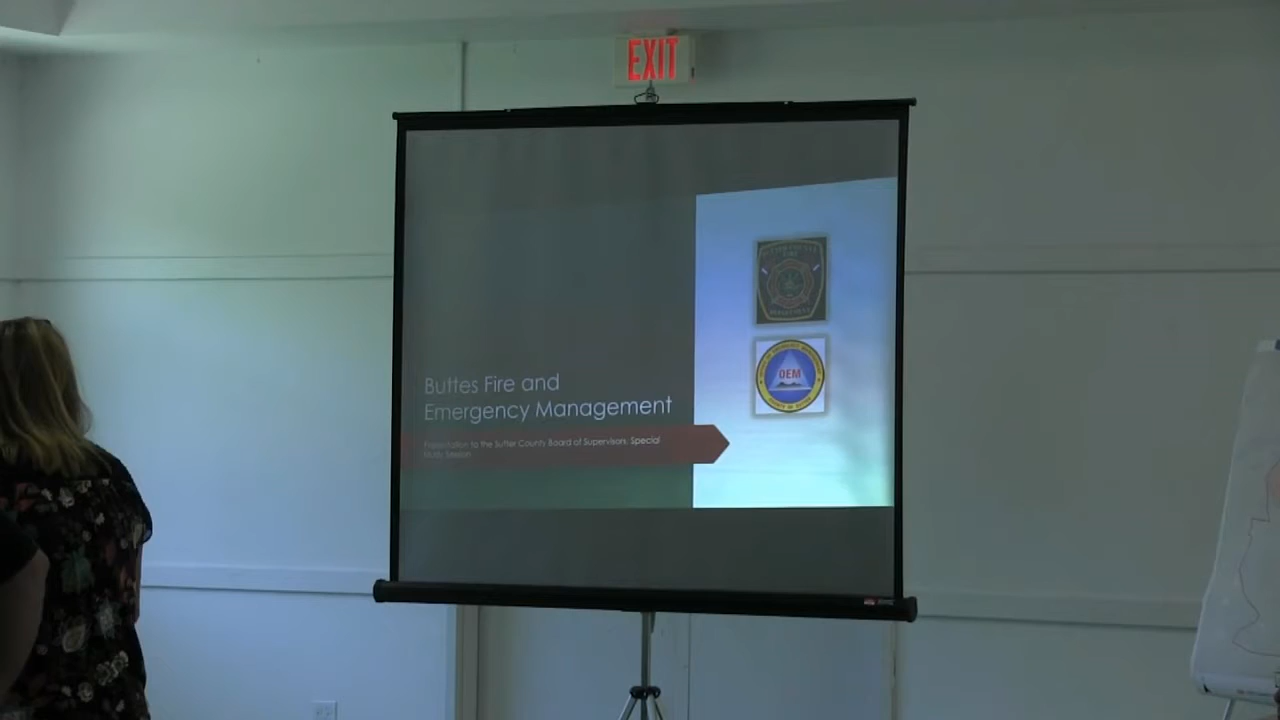 EXIT
OEM
Buttes Fire and
Emergency Management
Presentation to the Sutter County Board of Supervisors: Special
Study Session